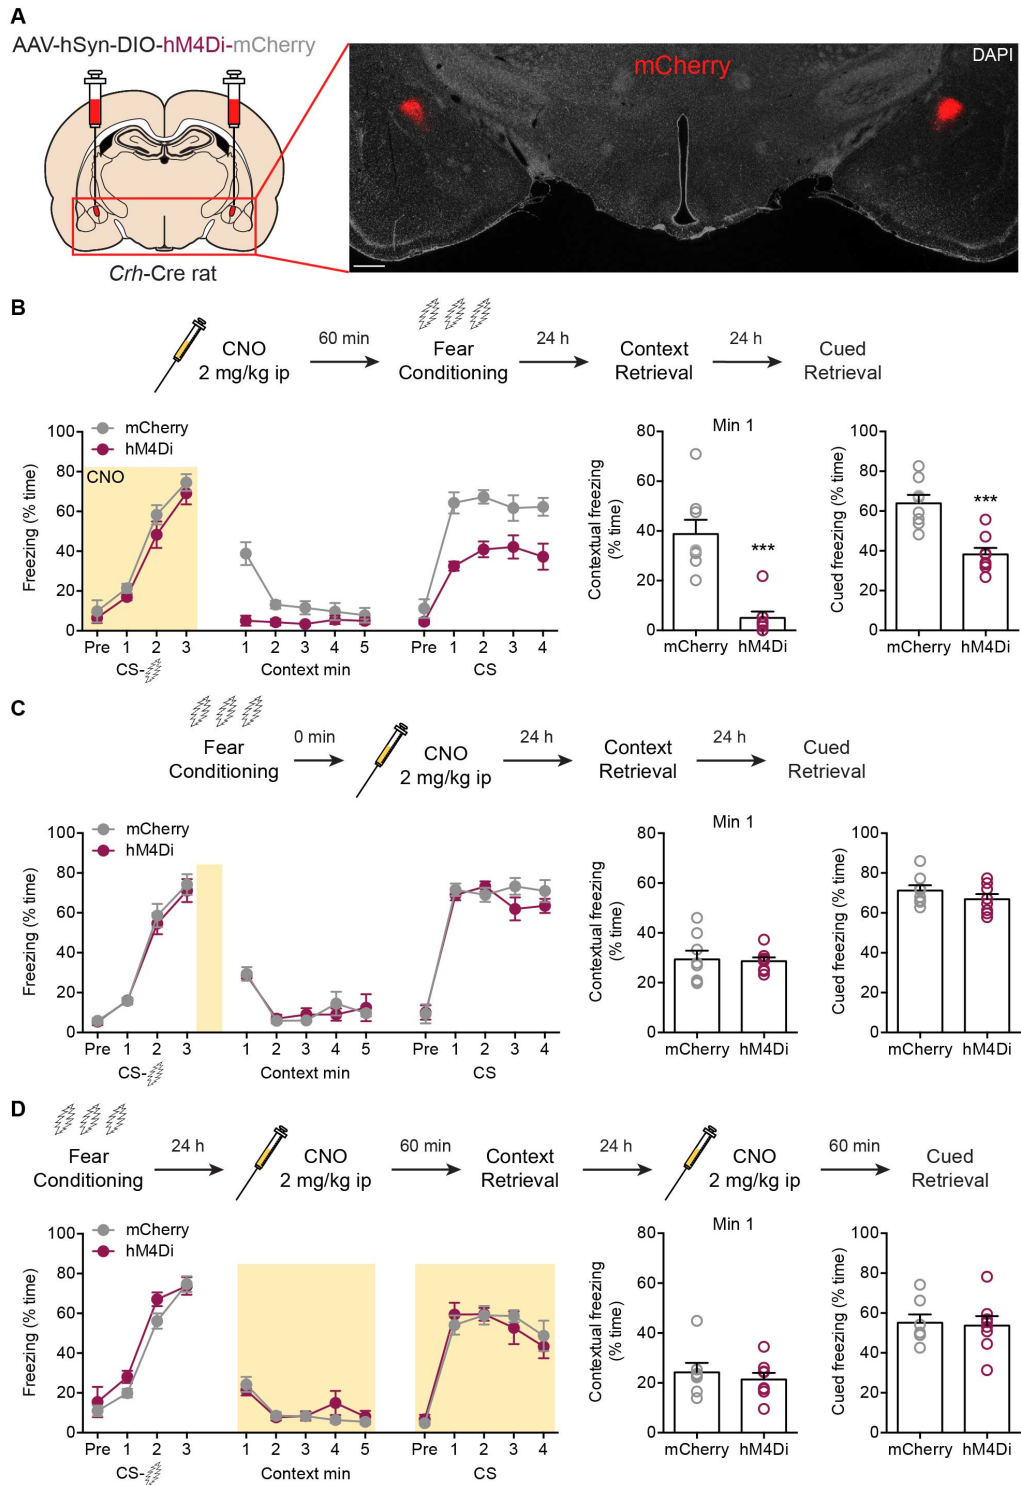 A
AAV-hSyn-DIO-hM4Di-mCherry
mCherry
DAPI
Crh-Cre rat
B
CNO
2 mg/kg ip
60 min
Fear
Conditioning
24 h
Context
Retrieval
24 h
Cued
Retrieval
mCherry
hM4Di
CNO
Freezing (% time)
100
80
60
40
20
0
Pre 1 2 3
CS-
1 2 3 4 5
Context min
Pre 1 2 3 4
CS
Min 1
Contextual freezing
(% time)
80
60
40
20
0
***
mCherry hM4Di
Cued freezing (% time)
100
80
60
40
20
0
***
mCherry hM4Di
C
Fear
Conditioning
0 min
CNO
2 mg/kg ip
24 h
Context
Retrieval
24 h
Cued
Retrieval
mCherry
hM4Di
Freezing (% time)
100
80
60
40
20
0
Pre 1 2 3
CS-
1 2 3 4 5
Context min
Pre 1 2 3 4
CS
Min 1
Contextual freezing
(% time)
80
60
40
20
0
mCherry hM4Di
Cued freezing (% time)
100
80
60
40
20
0
mCherry hM4Di
D
Fear
Conditioning
24 h
CNO
2 mg/kg ip
60 min
Context
Retrieval
24 h
CNO
2 mg/kg ip
60 min
Cued
Retrieval
mCherry
hM4Di
Freezing (% time)
100
80
60
40
20
0
Pre 1 2 3
CS-
1 2 3 4 5
Context min
Pre 1 2 3 4
CS
Min 1
Contextual freezing
(% time)
80
60
40
20
0
mCherry hM4Di
Cued freezing (% time)
100
80
60
40
20
0
mCherry hM4Di